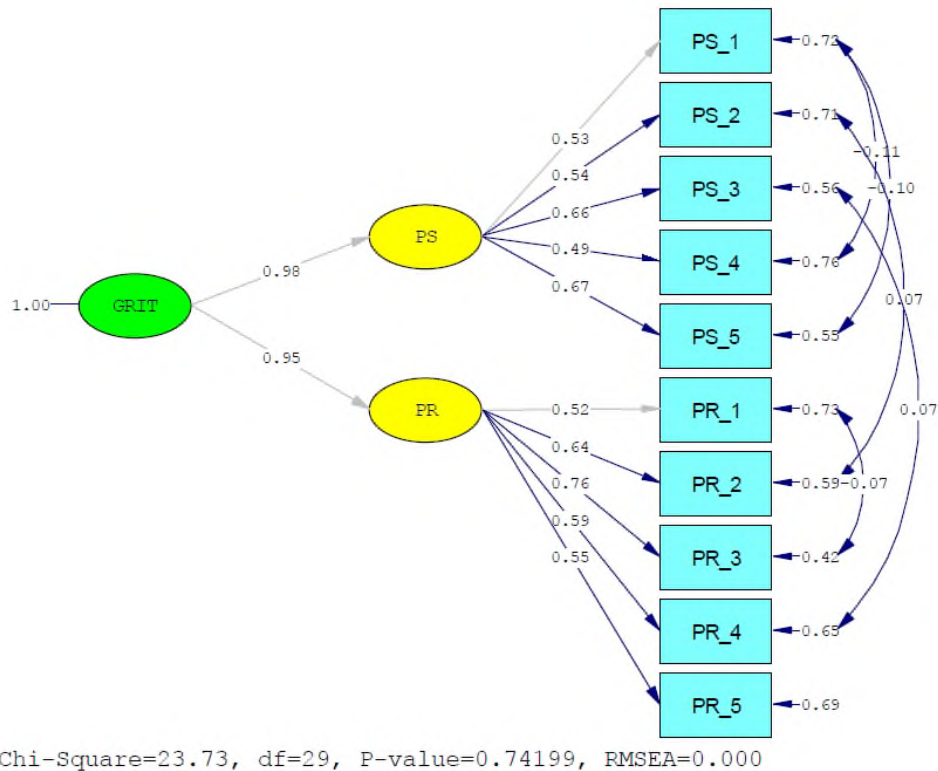 PS_1
0.72
PS_2
0.71
0.53
-0.11
0.54
PS_3
0.56
-0.10
0.66
PS
0.49
PS_4
0.76
0.98
0.67
1.00
GRIT
0.07
PS_5
0.55
0.95
PR
0.52
PR_1
0.73
0.07
0.64
0.76
PR_2
0.59
-0.07
0.59
0.55
PR_3
0.42
PR_4
0.65
PR_5
0.69
Chi-Square=23.73, df=29, P-value=0.74199, RMSEA=0.000